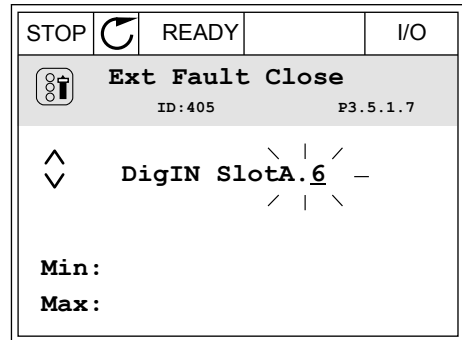 STOP READY I/O
Ext Fault Close
ID:405 P3.5.1.7
DigIN SlotA.6
Min:
Max: